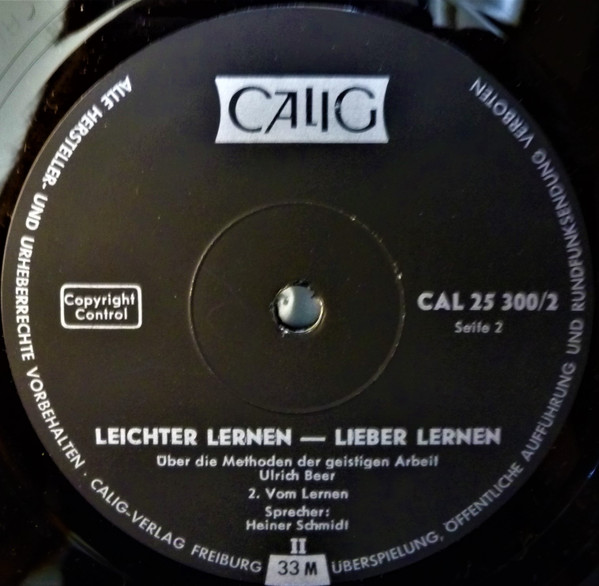 CALIG
Copyright
Control
CAL 25 300/2
Seite 2
LEICHTER LERNEN — LIEBER LERNEN
Über die Methoden der geistigen Arbeit
Ulrich Beer
2. Vom Lernen
Sprecher:
Heiner Schmidt
II
33 M
ALLE HERSTELLER- UND URHEBERRECHTE VORBEHALTEN · CALIG-VERLAG FREIBURG
ÜBERSPIELUNG, ÖFFENTLICHE AUFFÜHRUNG UND RUNDFUNKSENDUNG VERBOTEN